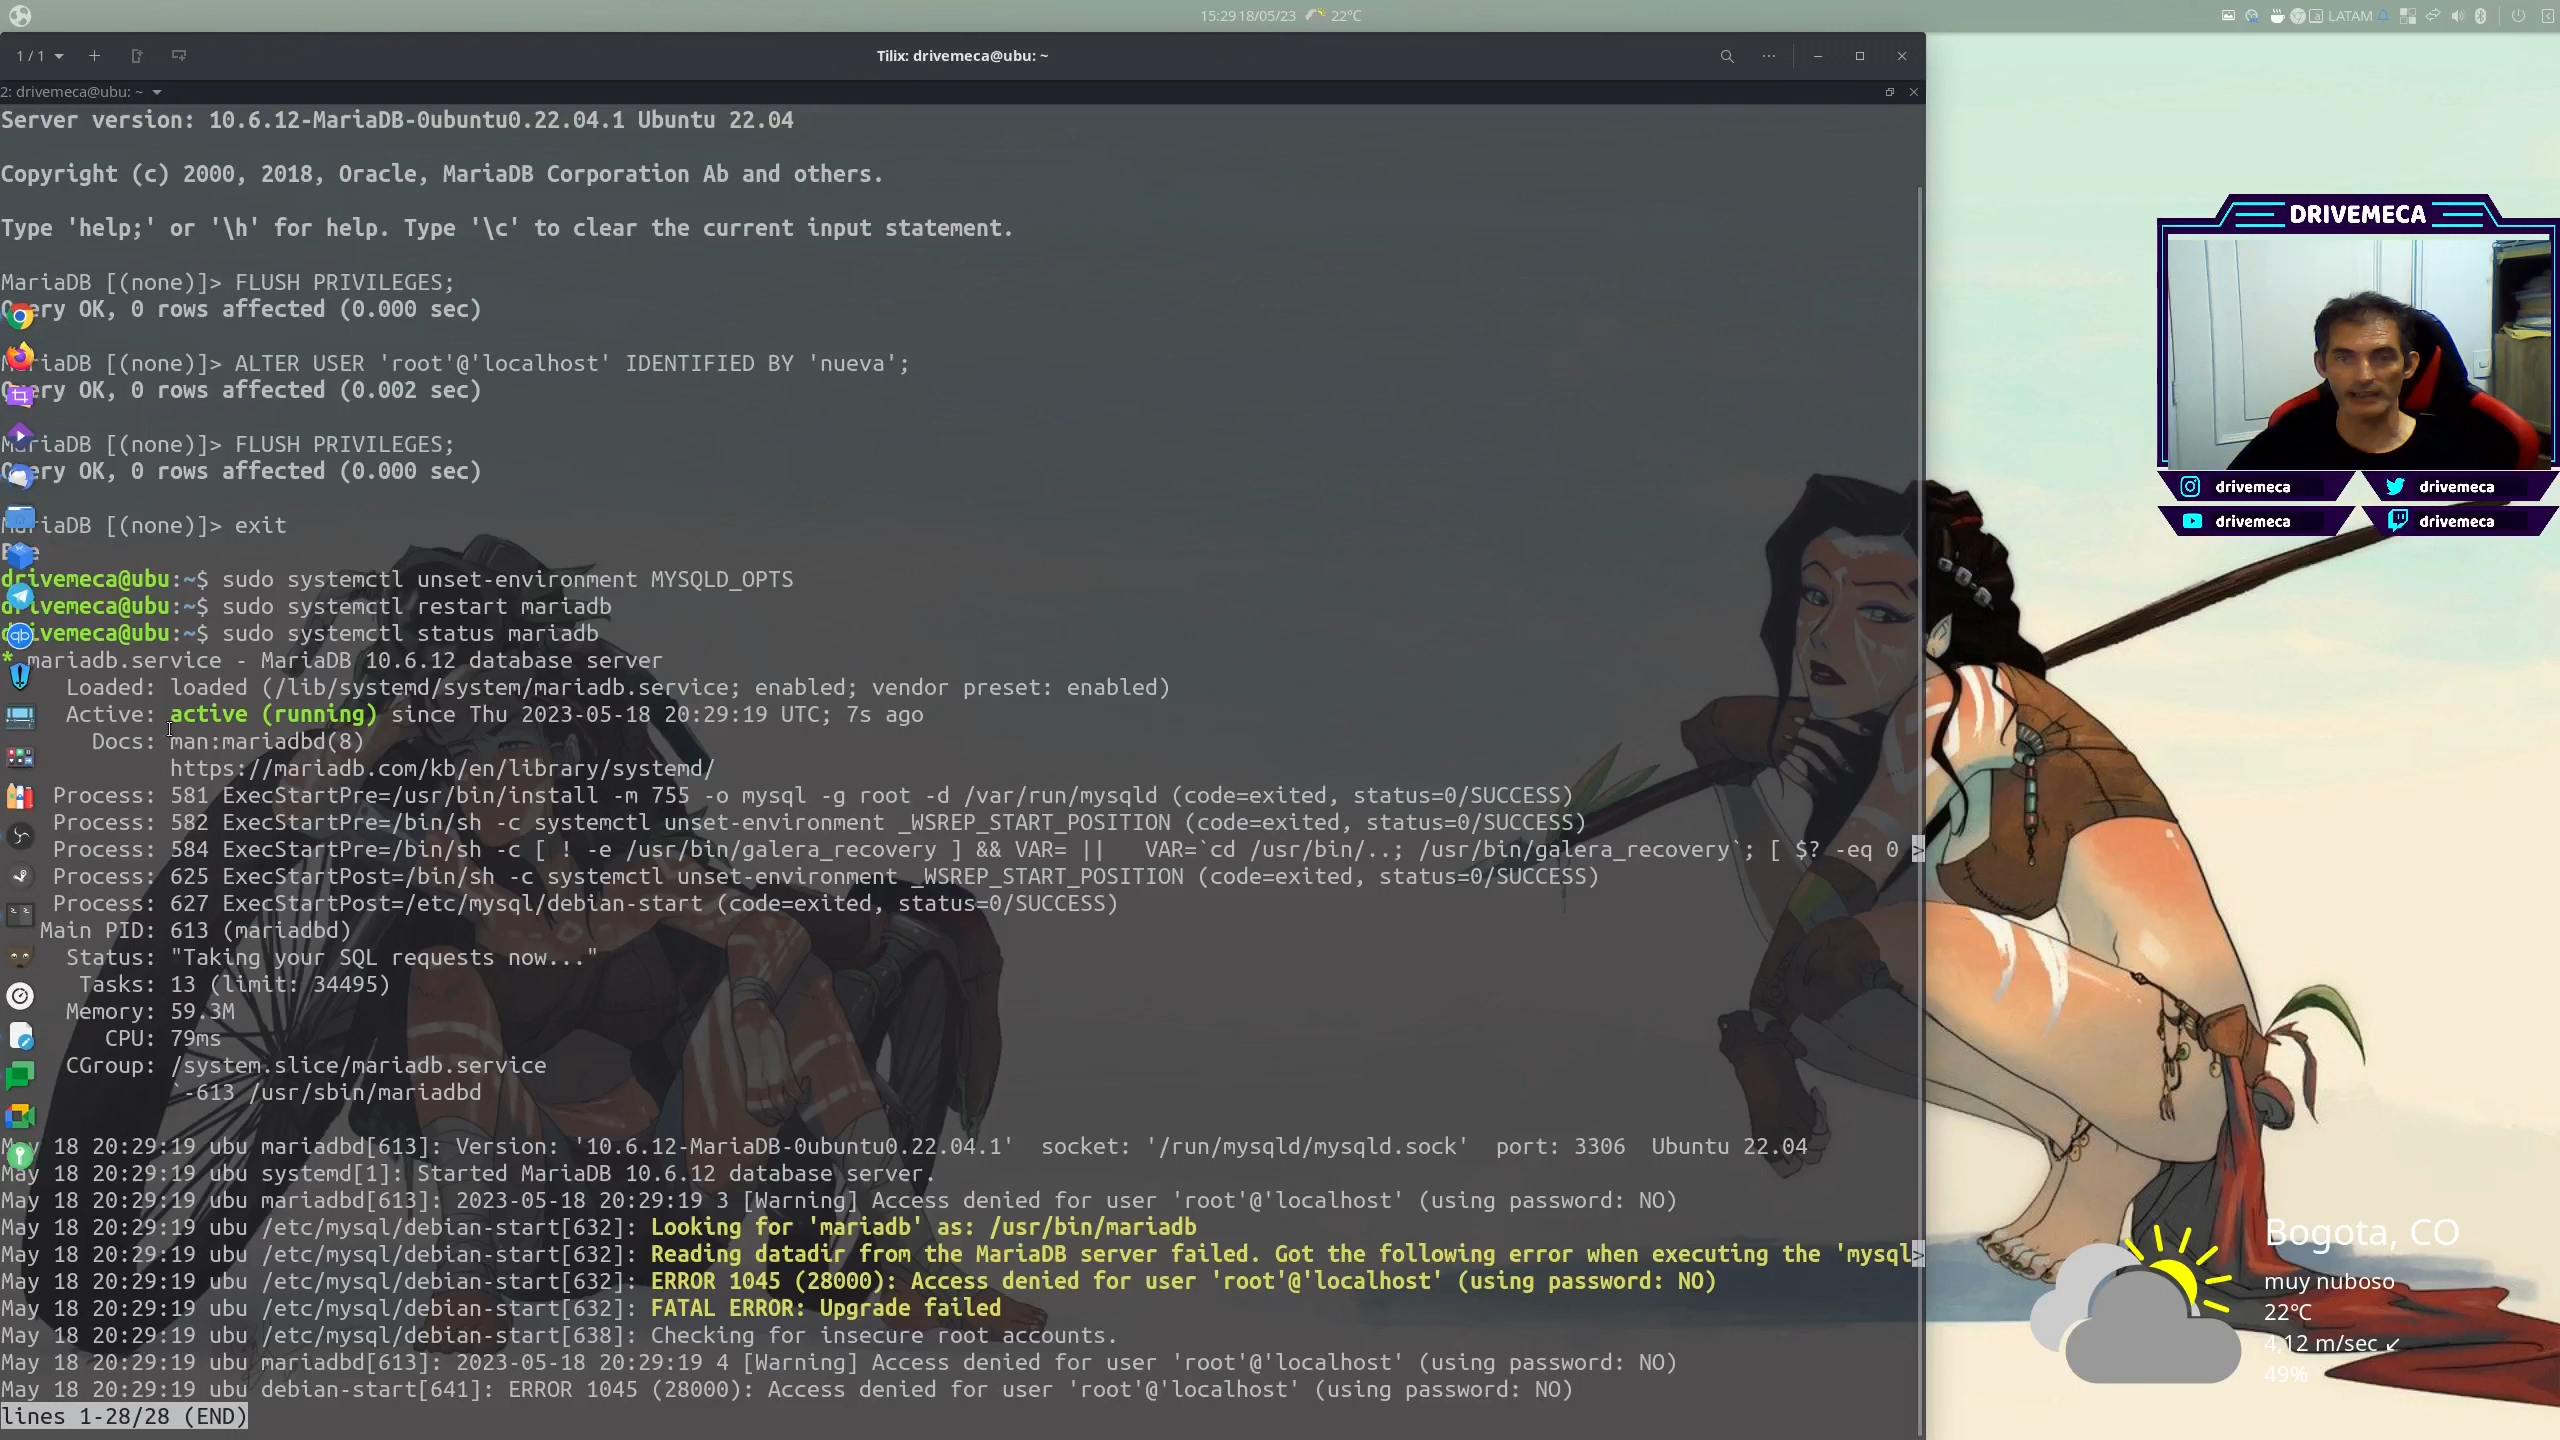 15:29 18/05/23 22°C
LATAM
1 / 1
Tilix: drivemeca@ubu: ~
2: drivemeca@ubu: ~
Server version: 10.6.12-MariaDB-0ubuntu0.22.04.1 Ubuntu 22.04
Copyright (c) 2000, 2018, Oracle, MariaDB Corporation Ab and others.
Type 'help;' or '\h' for help. Type '\c' to clear the current input statement.
MariaDB [(none)]> FLUSH PRIVILEGES;
Query OK, 0 rows affected (0.000 sec)
MariaDB [(none)]> ALTER USER 'root'@'localhost' IDENTIFIED BY 'nueva';
Query OK, 0 rows affected (0.002 sec)
MariaDB [(none)]> FLUSH PRIVILEGES;
Query OK, 0 rows affected (0.000 sec)
MariaDB [(none)]> exit
Bye
drivemeca@ubu:~$ sudo systemctl unset-environment MYSQLD_OPTS
drivemeca@ubu:~$ sudo systemctl restart mariadb
drivemeca@ubu:~$ sudo systemctl status mariadb
* mariadb.service - MariaDB 10.6.12 database server
Loaded: loaded (/lib/systemd/system/mariadb.service; enabled; vendor preset: enabled)
Active: active (running) since Thu 2023-05-18 20:29:19 UTC; 7s ago
Docs: man:mariadbd(8)
https://mariadb.com/kb/en/library/systemd/
Process: 581 ExecStartPre=/usr/bin/install -m 755 -o mysql -g root -d /var/run/mysqld (code=exited, status=0/SUCCESS)
Process: 582 ExecStartPre=/bin/sh -c systemctl unset-environment _WSREP_START_POSITION (code=exited, status=0/SUCCESS)
Process: 584 ExecStartPre=/bin/sh -c [ ! -e /usr/bin/galera_recovery ] && VAR= ||   VAR=`cd /usr/bin/..; /usr/bin/galera_recovery`; [ $? -eq 0 >
Process: 625 ExecStartPost=/bin/sh -c systemctl unset-environment _WSREP_START_POSITION (code=exited, status=0/SUCCESS)
Process: 627 ExecStartPost=/etc/mysql/debian-start (code=exited, status=0/SUCCESS)
Main PID: 613 (mariadbd)
Status: "Taking your SQL requests now..."
Tasks: 13 (limit: 34495)
Memory: 59.3M
CPU: 79ms
CGroup: /system.slice/mariadb.service
`-613 /usr/sbin/mariadbd
May 18 20:29:19 ubu mariadbd[613]: Version: '10.6.12-MariaDB-0ubuntu0.22.04.1'  socket: '/run/mysqld/mysqld.sock'  port: 3306  Ubuntu 22.04
May 18 20:29:19 ubu systemd[1]: Started MariaDB 10.6.12 database server.
May 18 20:29:19 ubu mariadbd[613]: 2023-05-18 20:29:19 3 [Warning] Access denied for user 'root'@'localhost' (using password: NO)
May 18 20:29:19 ubu /etc/mysql/debian-start[632]: Looking for 'mariadb' as: /usr/bin/mariadb
May 18 20:29:19 ubu /etc/mysql/debian-start[632]: Reading datadir from the MariaDB server failed. Got the following error when executing the 'mysql>
May 18 20:29:19 ubu /etc/mysql/debian-start[632]: ERROR 1045 (28000): Access denied for user 'root'@'localhost' (using password: NO)
May 18 20:29:19 ubu /etc/mysql/debian-start[632]: FATAL ERROR: Upgrade failed
May 18 20:29:19 ubu /etc/mysql/debian-start[638]: Checking for insecure root accounts.
May 18 20:29:19 ubu mariadbd[613]: 2023-05-18 20:29:19 4 [Warning] Access denied for user 'root'@'localhost' (using password: NO)
May 18 20:29:19 ubu debian-start[641]: ERROR 1045 (28000): Access denied for user 'root'@'localhost' (using password: NO)
lines 1-28/28 (END)
DRIVEMECA
drivemeca
drivemeca
drivemeca
drivemeca
Bogota, CO
muy nuboso
22°C
4,12 m/sec ↙
49%